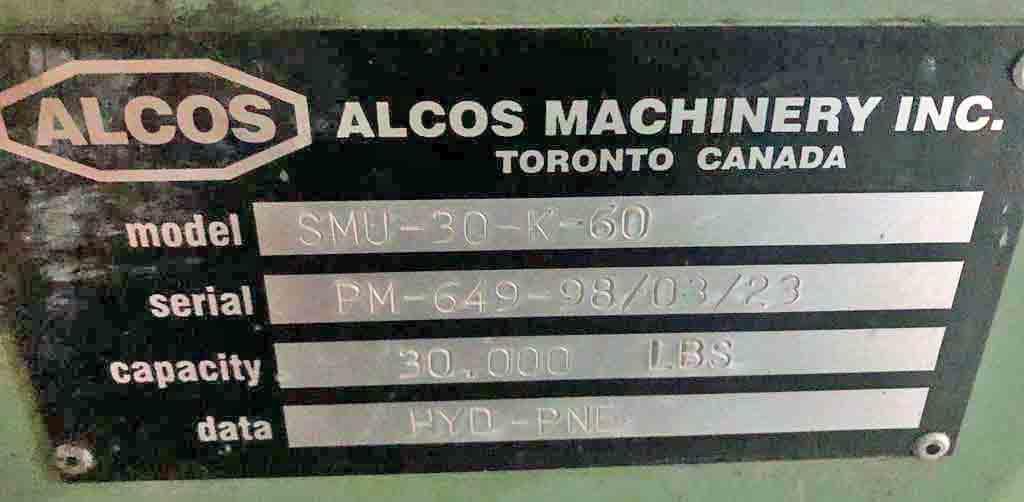 ALCOS
ALCOS MACHINERY INC.
TORONTO CANADA
model SMU-30-K-60
serial PM-649-98/03/23
capacity 30.000 LBS
data HYD-PNE